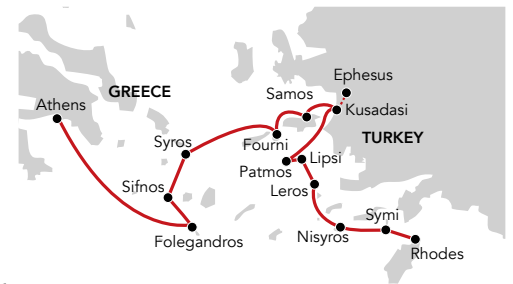 Ephesus
Samos
GREECE
Athens
Kusadasi
TURKEY
Syros
Fourni
Lipsi
Patmos
Sifnos
Leros
Symi
Folegandros
Nisyros
Rhodes